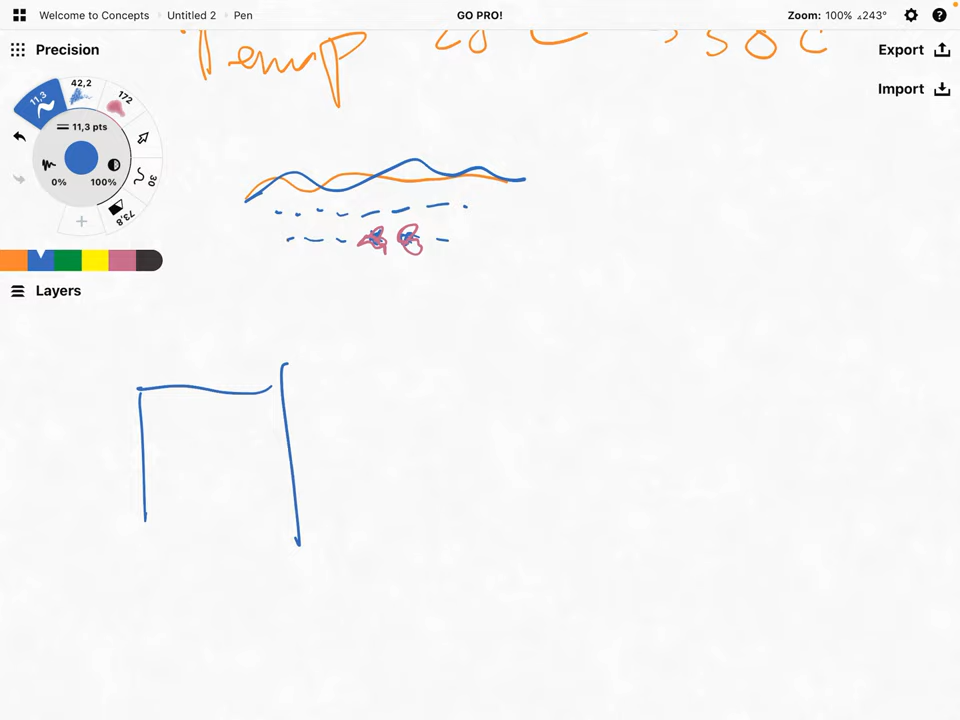 Welcome to Concepts › Untitled 2 › Pen
GO PRO!
Zoom: 100% ⊿243°
Precision
Export
Import
11,3
42,2
172
11,3 pts
0%
100%
30
73,8
Layers
Temp